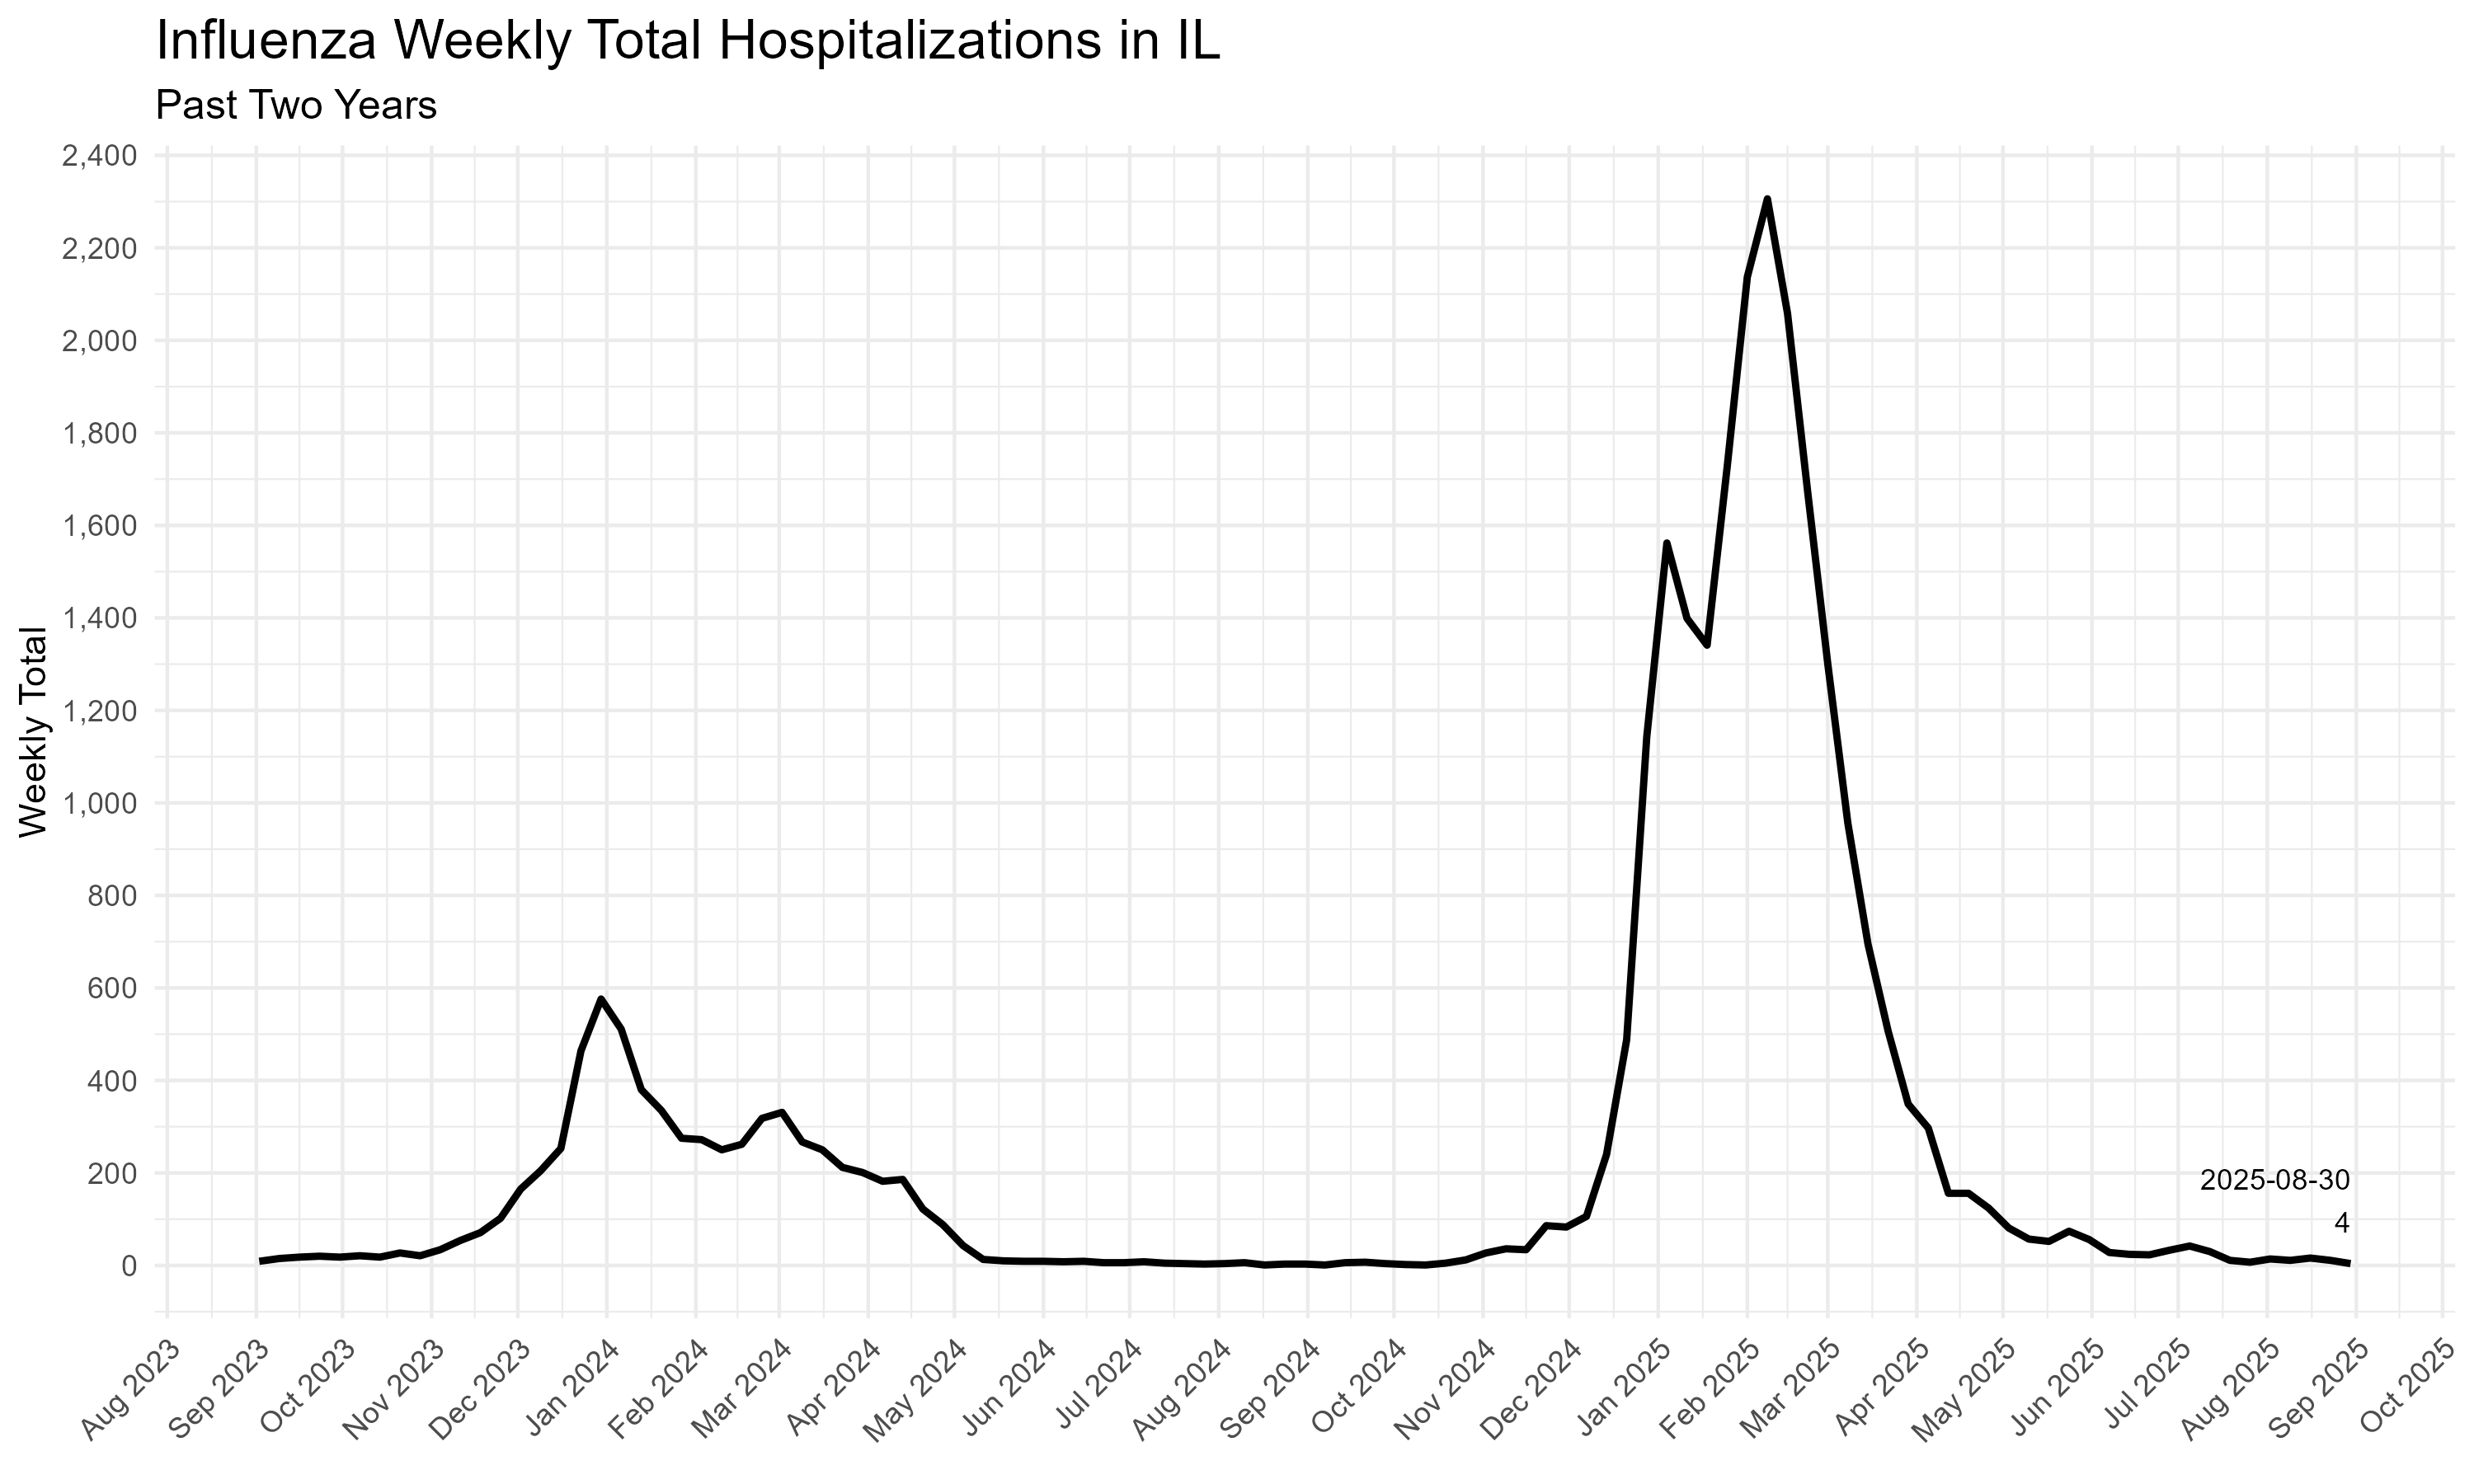 Influenza Weekly Total Hospitalizations in IL
Past Two Years
2,400
2,200
2,000
1,800
1,600
1,400
1,200
1,000
800
600
400
200
0
Weekly Total
2025-08-30
4
Aug 2023
Sep 2023
Oct 2023
Nov 2023
Dec 2023
Jan 2024
Feb 2024
Mar 2024
Apr 2024
May 2024
Jun 2024
Jul 2024
Aug 2024
Sep 2024
Oct 2024
Nov 2024
Dec 2024
Jan 2025
Feb 2025
Mar 2025
Apr 2025
May 2025
Jun 2025
Jul 2025
Aug 2025
Sep 2025
Oct 2025